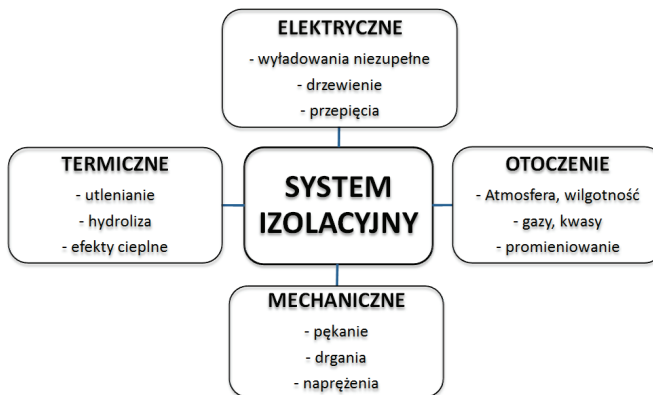 ELEKTRYCZNE
- wyładowania niezupełne
- drzewienie
- przepięcia
TERMICZNE
- utlenianie
- hydroliza
- efekty cieplne
SYSTEM
IZOLACYJNY
OTOCZENIE
- Atmosfera, wilgotność
- gazy, kwasy
- promieniowanie
MECHANICZNE
- pękanie
- drgania
- naprężenia